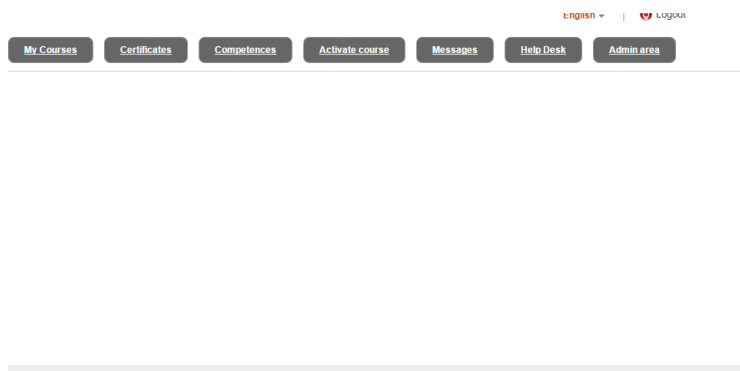 English | Logout
My Courses Certificates Competences Activate course Messages Help Desk Admin area